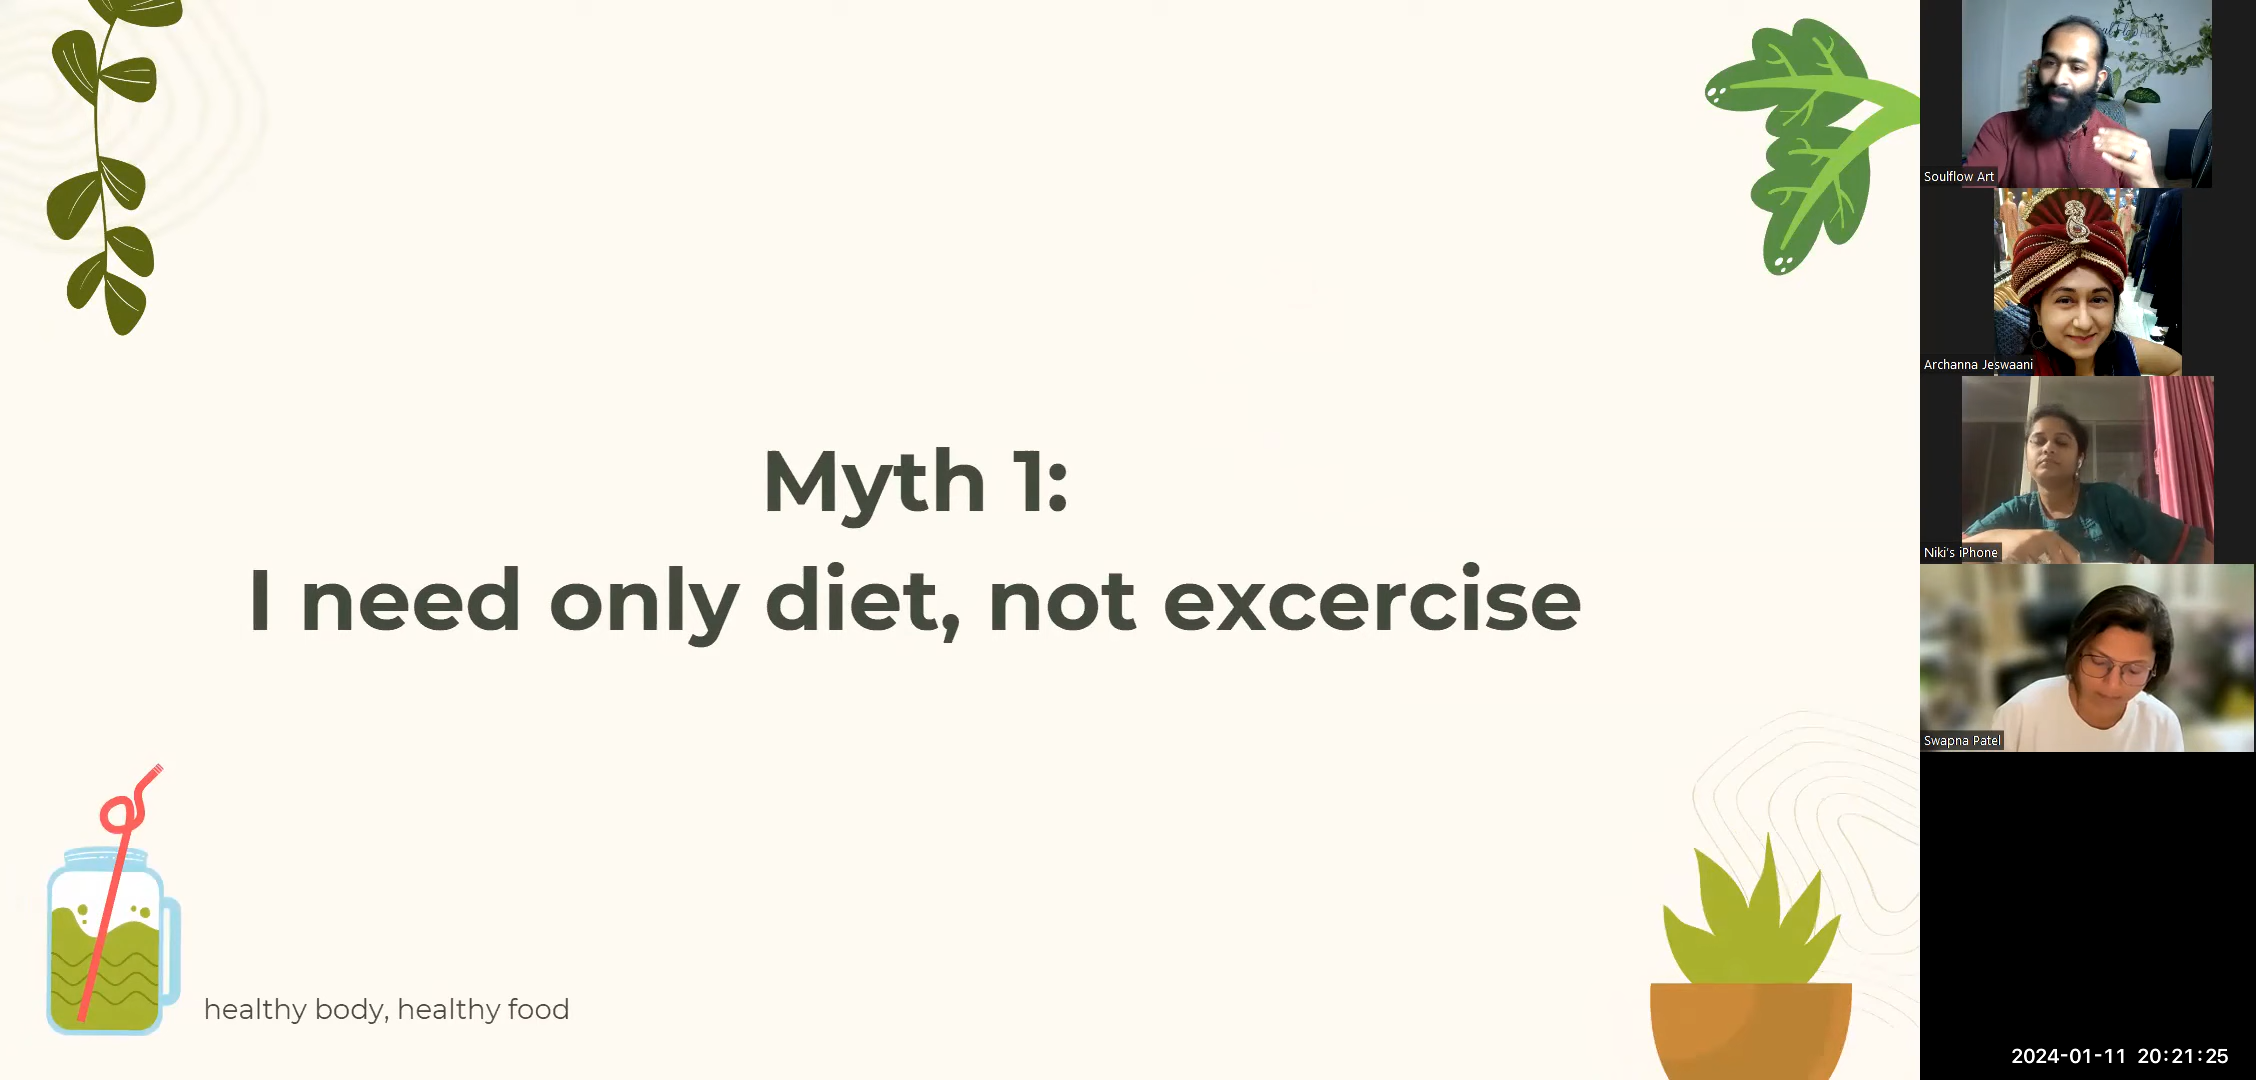 Myth 1:
I need only diet, not excercise
healthy body, healthy food
Soulflow Art
Archanna Jeswaani
Niki's iPhone
Swapna Patel
2024-01-11 20:21:25